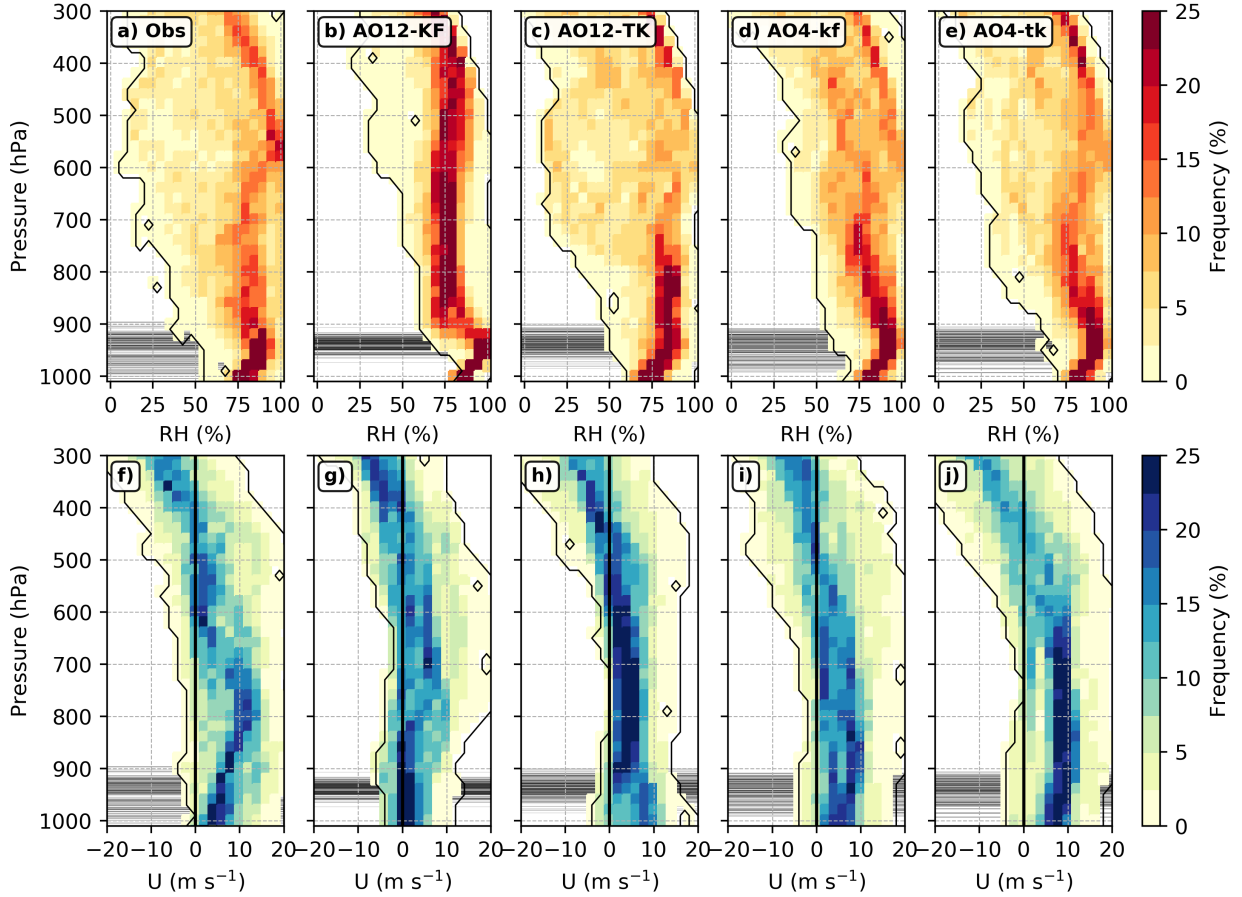 a) Obs b) AO12-KF c) AO12-TK d) AO4-kf e) AO4-tk
300
400
500
600
700
800
900
1000
Pressure (hPa)
0 25 50 75 100 0 25 50 75 100 0 25 50 75 100 0 25 50 75 100 0 25 50 75 100
RH (%) RH (%) RH (%) RH (%) RH (%)
25
20
15
10
5
0
Frequency (%)
f) g) h) i) j)
300
400
500
600
700
800
900
1000
Pressure (hPa)
−20 −10 0 10 20 −10 0 10 20 −10 0 10 20 −10 0 10 20 −10 0 10 20
U (m s⁻¹) U (m s⁻¹) U (m s⁻¹) U (m s⁻¹) U (m s⁻¹)
25
20
15
10
5
0
Frequency (%)